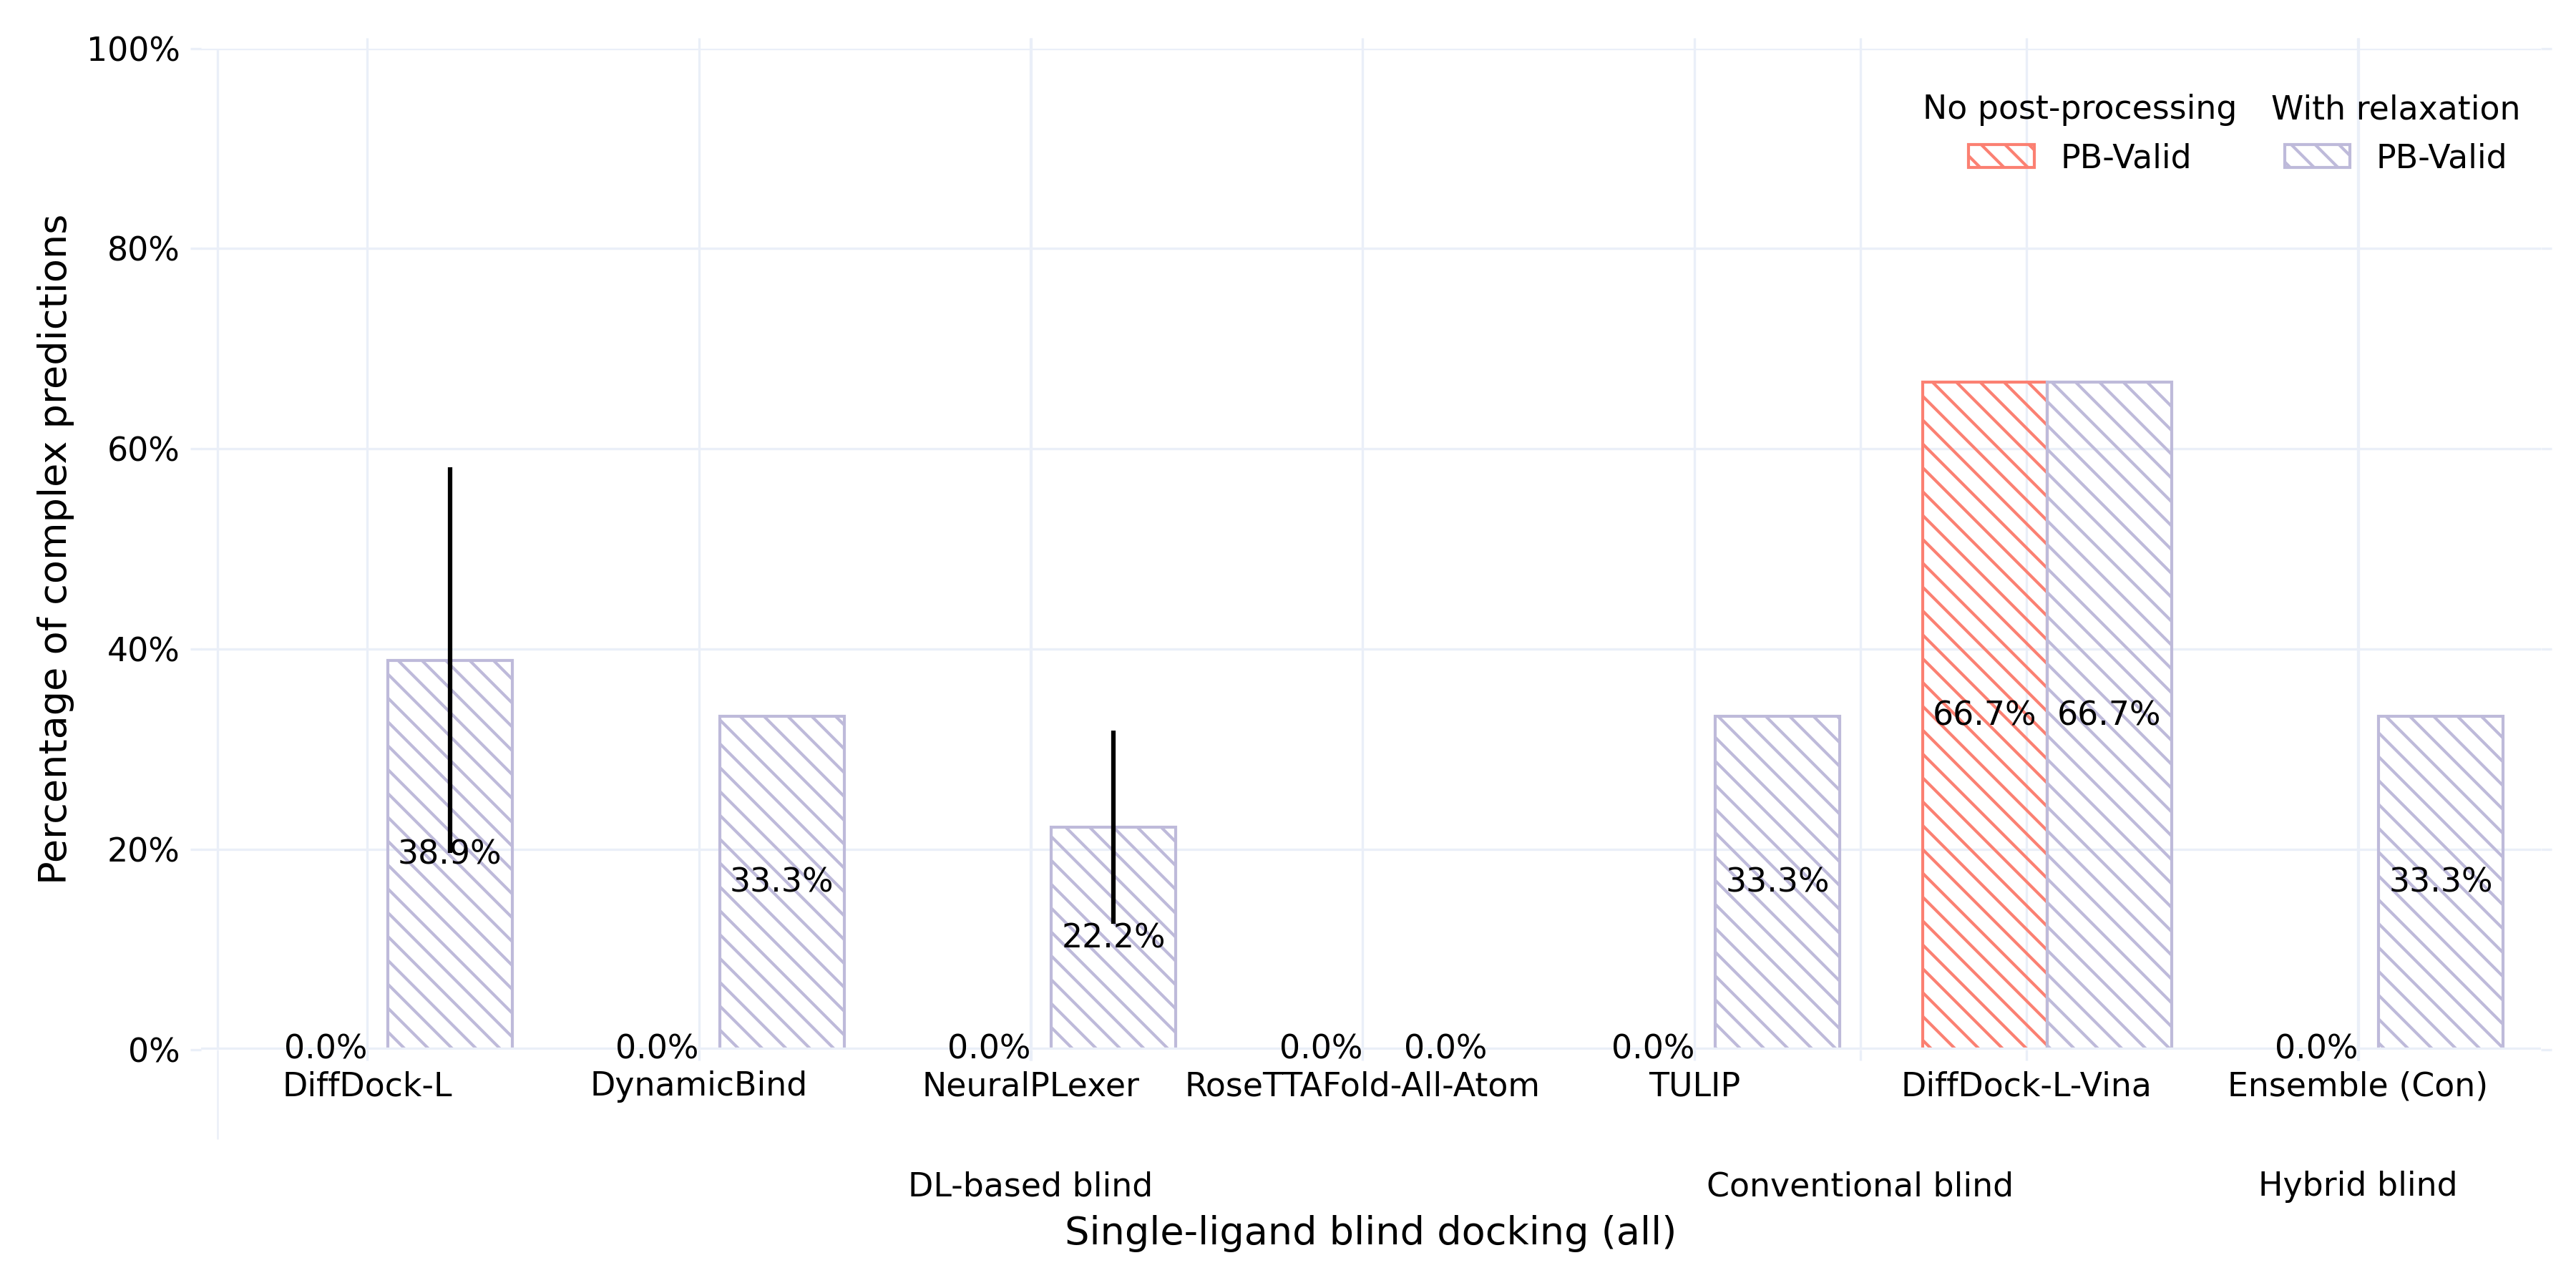 100%
80%
60%
40%
20%
0%
Percentage of complex predictions
No post-processing With relaxation
PB-Valid PB-Valid
66.7% 66.7%
38.9%
33.3% 33.3% 33.3%
22.2%
0.0% 0.0% 0.0% 0.0% 0.0% 0.0% 0.0%
DiffDock-L DynamicBind NeuralPLexer RoseTTAFold-All-Atom TULIP DiffDock-L-Vina Ensemble (Con)
DL-based blind Conventional blind Hybrid blind
Single-ligand blind docking (all)